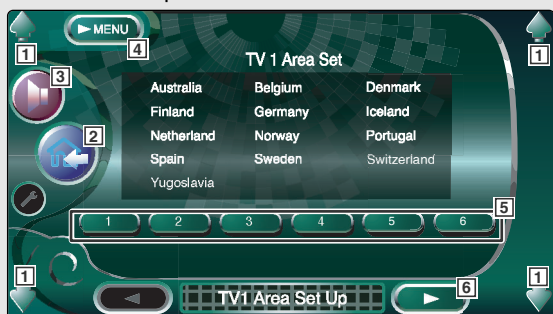 ►MENU
1
4
1
TV 1 Area Set
3
Australia Belgium Denmark
Finland Germany Iceland
2
Netherland Norway Portugal
Spain Sweden Switzerland
Yugoslavia
5
1 2 3 4 5 6
1
◄ TV1 Area Set Up ►
6
1